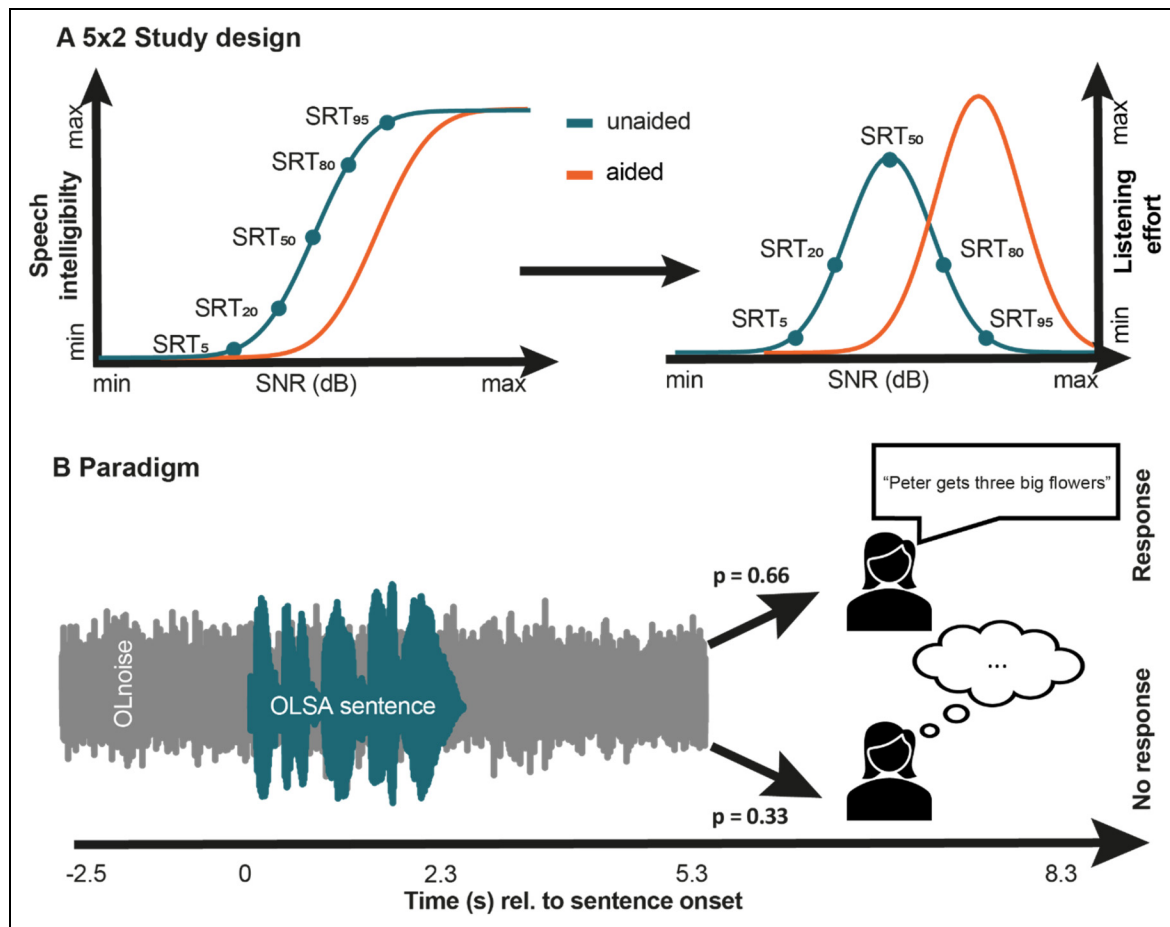 A 5x2 Study design
max
Speech
intelligibilty
min
SRT₉₅
SRT₈₀
SRT₅₀
SRT₂₀
SRT₅
min
SNR (dB)
max
unaided
aided
SRT₅₀
SRT₂₀
SRT₈₀
SRT₅
SRT₉₅
max
Listening
effort
min
min
SNR (dB)
max
B Paradigm
OLnoise
OLSA sentence
p = 0.66
"Peter gets three big flowers"
Response
...
p = 0.33
No response
-2.5
0
2.3
5.3
8.3
Time (s) rel. to sentence onset